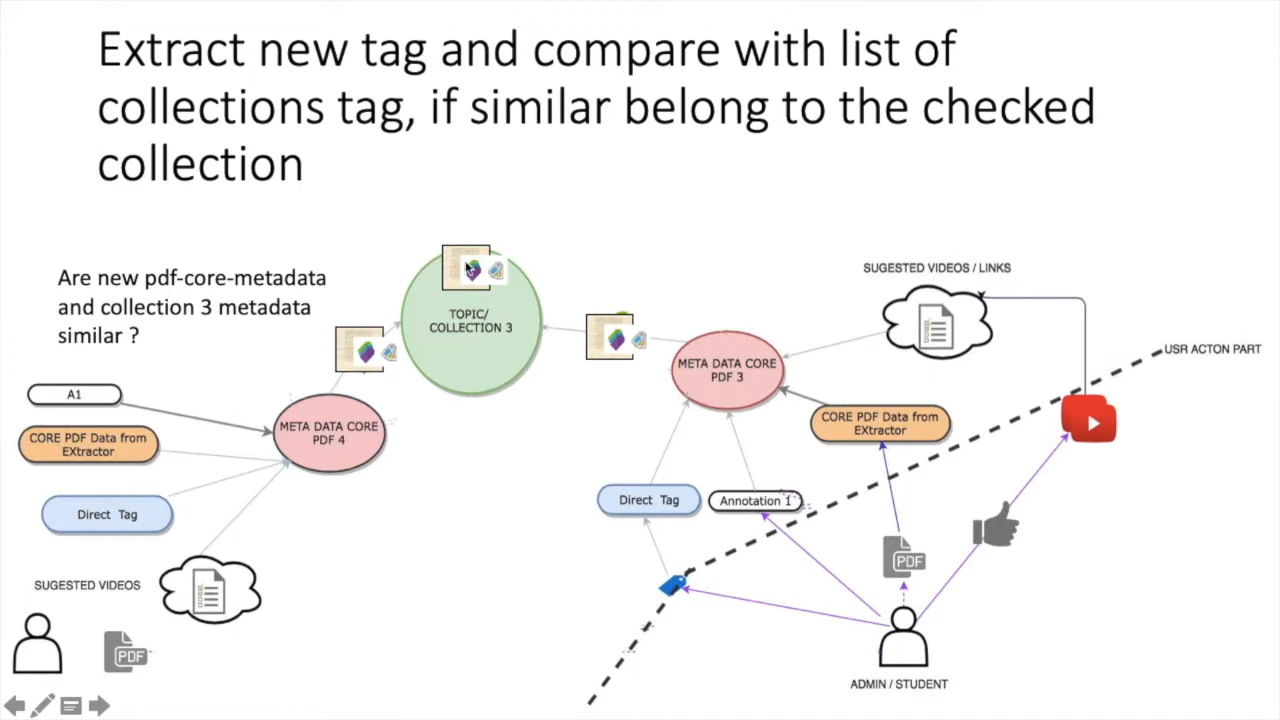 Extract new tag and compare with list of
collections tag, if similar belong to the checked
collection
Are new pdf-core-metadata
and collection 3 metadata
similar ?
TOPIC/
COLLECTION 3
SUGESTED VIDEOS / LINKS
USR ACTON PART
META DATA CORE
PDF 3
CORE PDF Data from
EXtractor
A1
META DATA CORE
PDF 4
CORE PDF Data from
EXtractor
Direct Tag
Direct Tag
Annotation 1
PDF
SUGESTED VIDEOS
PDF
ADMIN / STUDENT